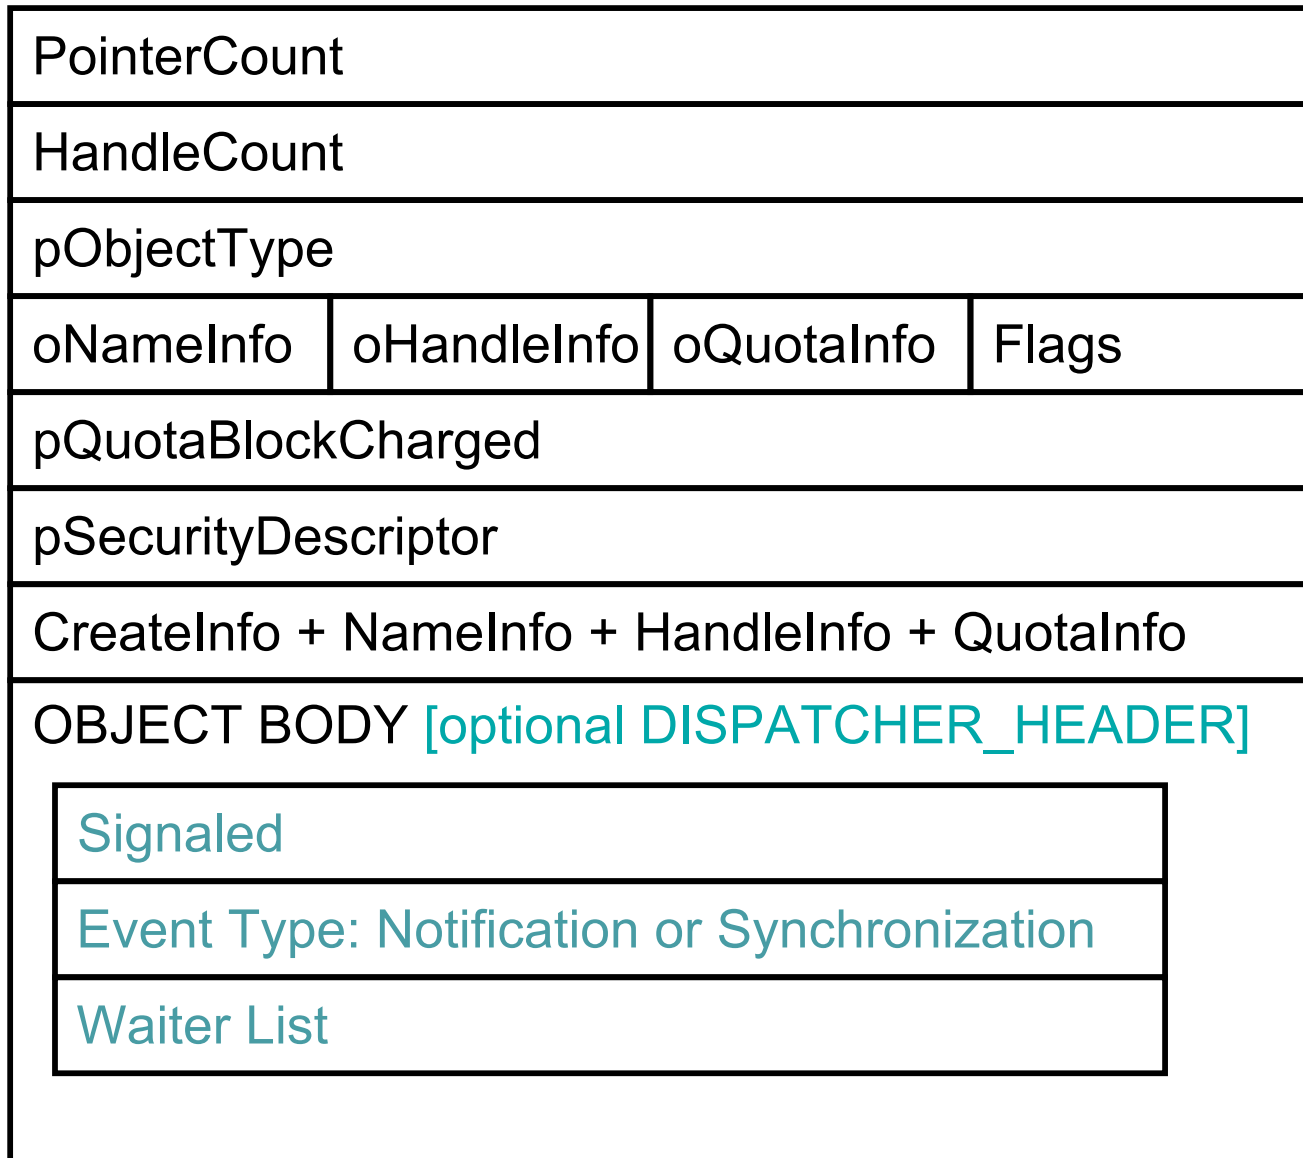 PointerCount
HandleCount
pObjectType
oNameInfo oHandleInfo oQuotaInfo Flags
pQuotaBlockCharged
pSecurityDescriptor
CreateInfo + NameInfo + HandleInfo + QuotaInfo
OBJECT BODY [optional DISPATCHER_HEADER]
Signaled
Event Type: Notification or Synchronization
Waiter List